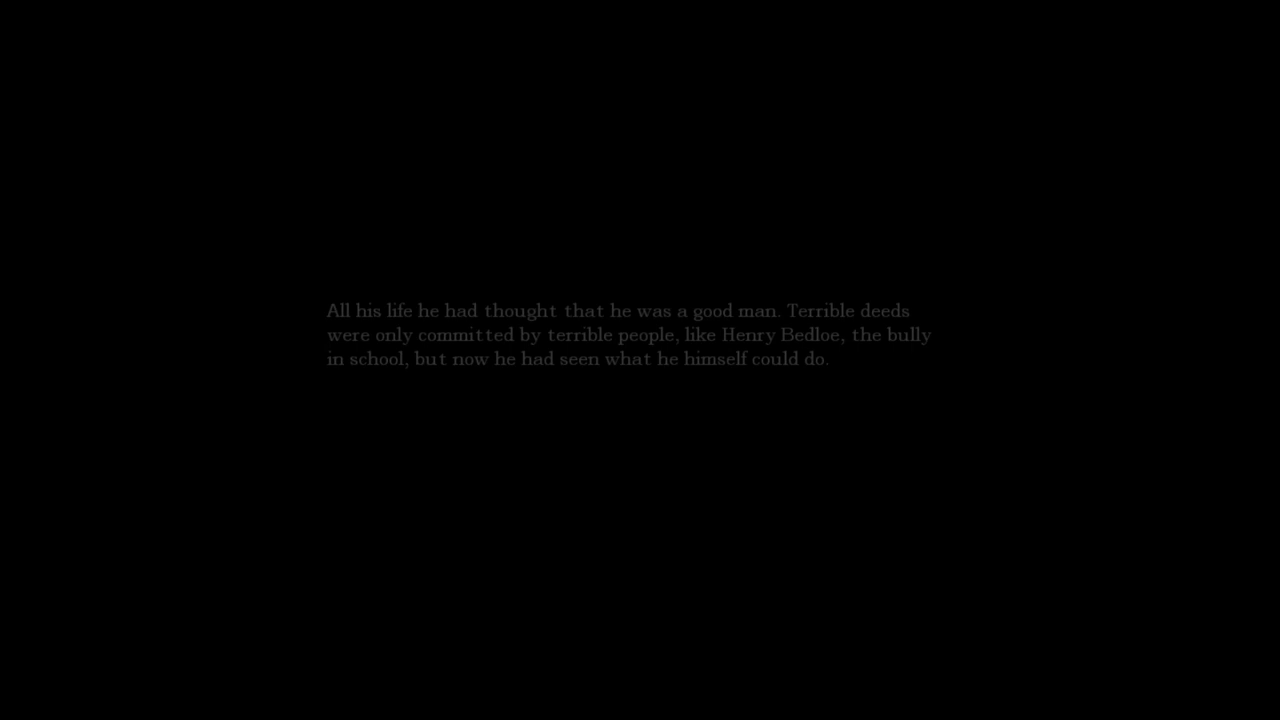 All his life he had thought that he was a good man. Terrible deeds
were only committed by terrible people, like Henry Bedloe, the bully
in school, but now he had seen what he himself could do.